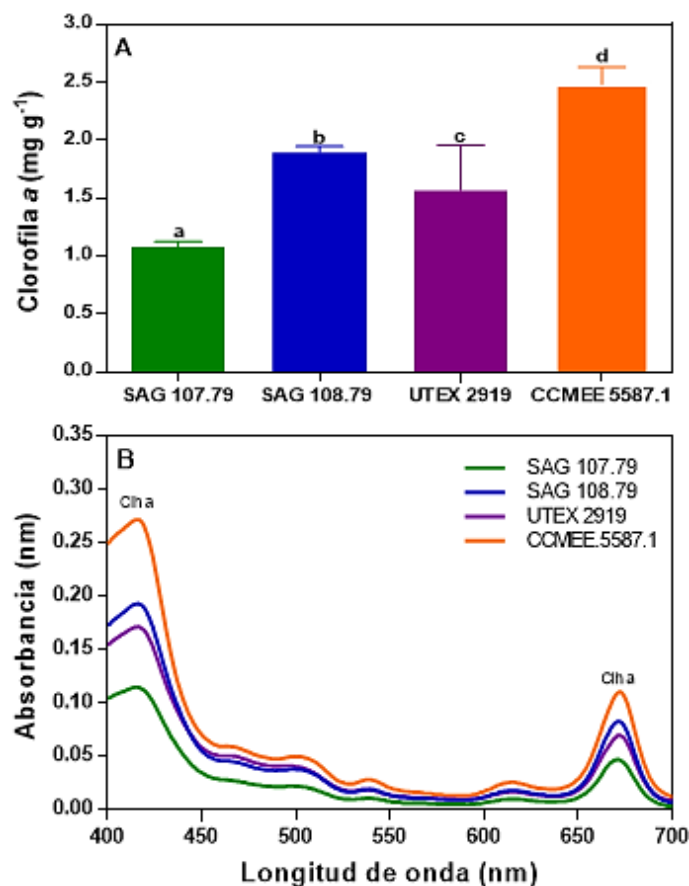 A
Clorofila a (mg g-1)
3.0
2.5
2.0
1.5
1.0
0.5
0.0
a
b
c
d
SAG 107.79 SAG 108.79 UTEX 2919 CCMEE 5587.1
B
Absorbancia (nm)
0.35
0.30
0.25
0.20
0.15
0.10
0.05
0.00
Clh a
Clh a
SAG 107.79
SAG 108.79
UTEX 2919
CCMEE.5587.1
400 450 500 550 600 650 700
Longitud de onda (nm)